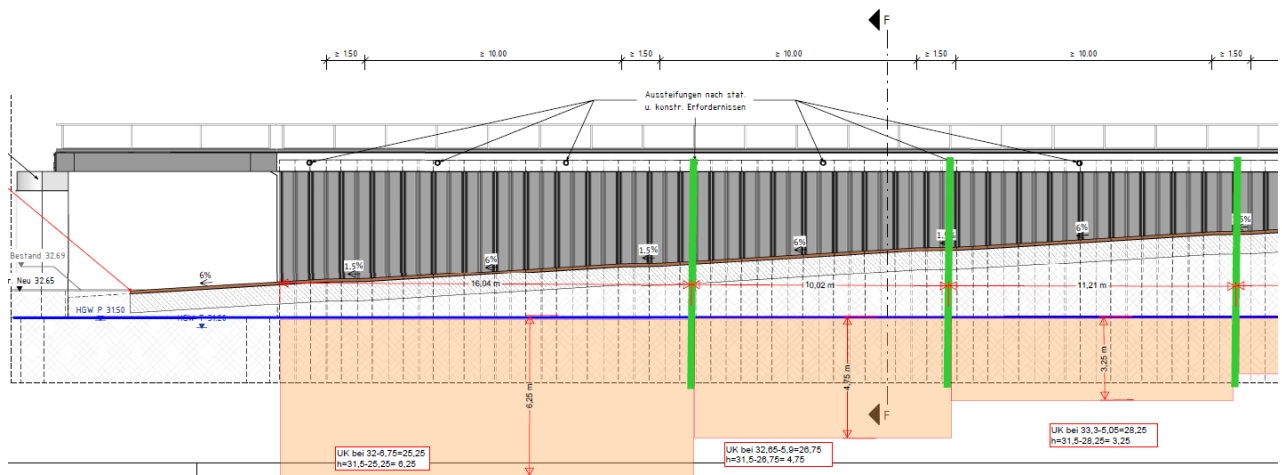 F
≥ 1.50
≥ 10.00
≥ 1.50
≥ 10.00
≥ 1.50
≥ 10.00
≥ 1.50
Aussteifungen nach stat.
u. konstr. Erfordernissen
Bestand 32.69
r. Neu 32.65
6%
1,5%
6%
1,5%
6%
6%
16,04 m
10,02 m
11,21 m
HGW P 31.50
6,25 m
4,75 m
3,25 m
F
UK bei 32-6,75=25,25
h=31,5-25,25= 6,25
UK bei 32,65-5,9=26,75
h=31,5-26,75= 4,75
UK bei 33,3-5,05=28,25
h=31,5-28,25= 3,25